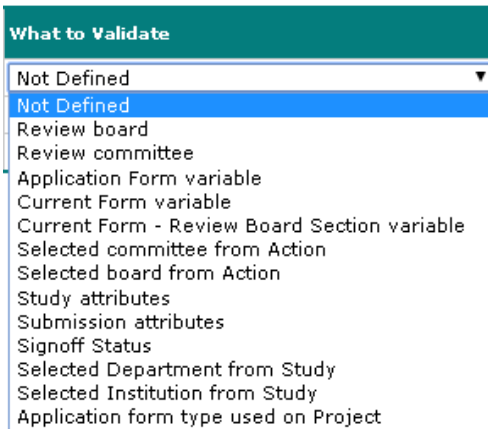 What to Validate
Not Defined
Not Defined
Review board
Review committee
Application Form variable
Current Form variable
Current Form - Review Board Section variable
Selected committee from Action
Selected board from Action
Study attributes
Submission attributes
Signoff Status
Selected Department from Study
Selected Institution from Study
Application form type used on Project